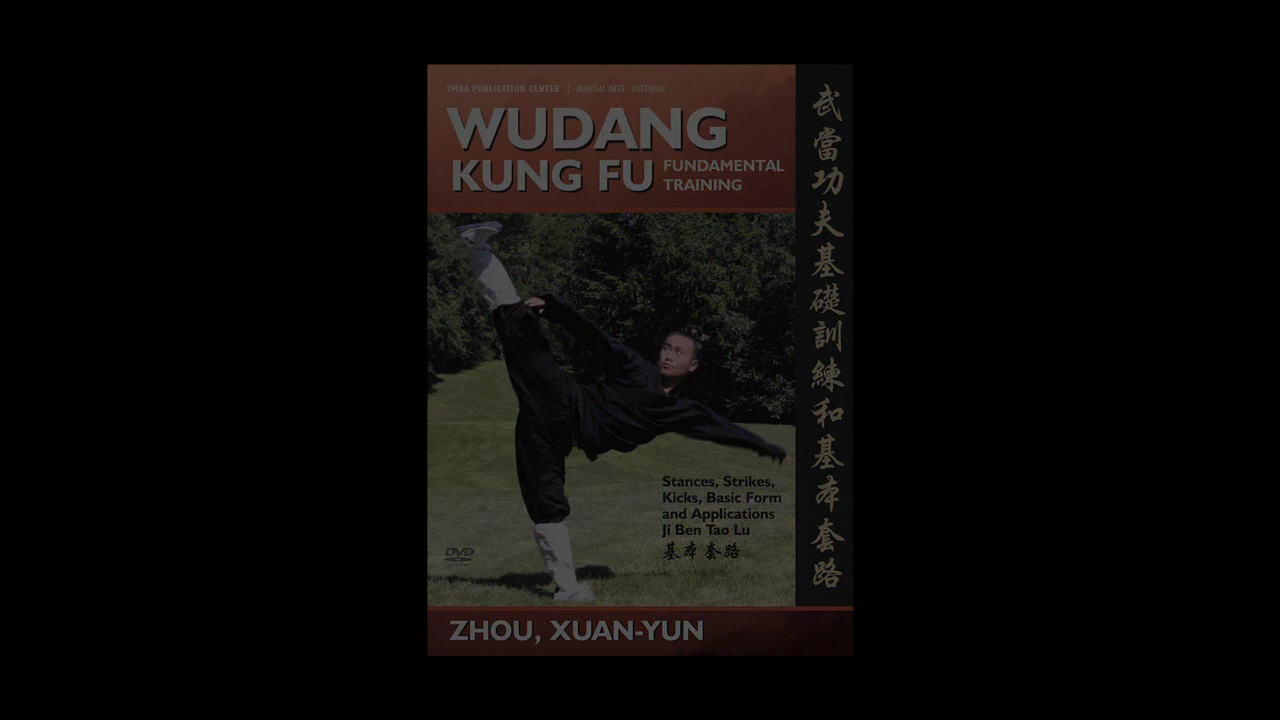 YMAA PUBLICATION CENTER | MARTIAL ARTS - INTERNAL
WUDANG
KUNG FU
FUNDAMENTAL
TRAINING
武當功夫基礎訓練和基本套路
Stances, Strikes,
Kicks, Basic Form
and Applications
Ji Ben Tao Lu
基本套路
DVD
ZHOU, XUAN-YUN